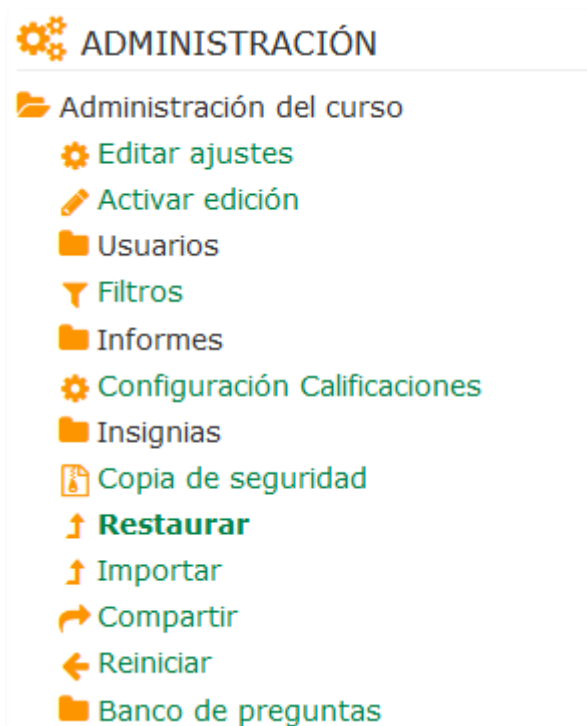 ADMINISTRACIÓN
Administración del curso
Editar ajustes
Activar edición
Usuarios
Filtros
Informes
Configuración Calificaciones
Insignias
Copia de seguridad
Restaurar
Importar
Compartir
Reiniciar
Banco de preguntas